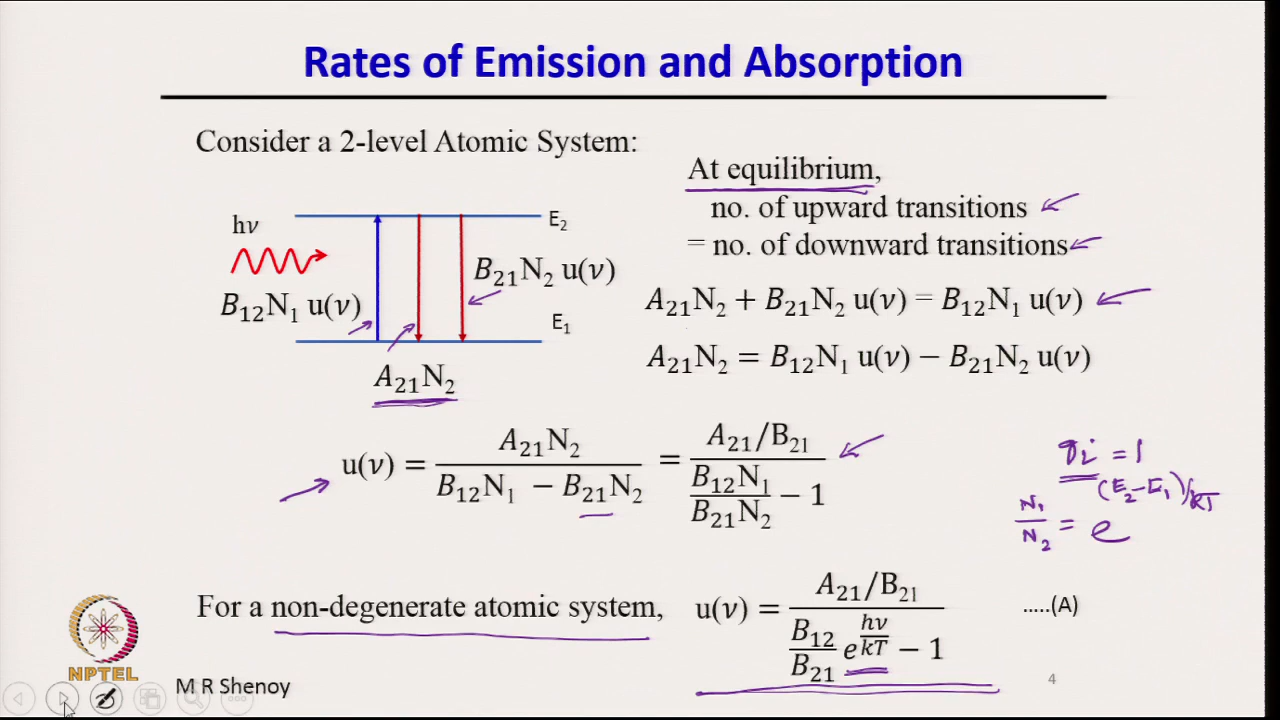 Rates of Emission and Absorption
Consider a 2-level Atomic System:
hν
E₂
B₂₁N₂ u(ν)
B₁₂N₁ u(ν)
E₁
A₂₁N₂
At equilibrium,
no. of upward transitions
= no. of downward transitions
A₂₁N₂ + B₂₁N₂ u(ν) = B₁₂N₁ u(ν)
A₂₁N₂ = B₁₂N₁ u(ν) − B₂₁N₂ u(ν)
u(ν) = A₂₁N₂ / (B₁₂N₁ − B₂₁N₂) = (A₂₁/B₂₁) / (B₁₂N₁/B₂₁N₂ − 1)
gᵢ = 1
N₁/N₂ = e^(E₂−E₁)/kT
For a non-degenerate atomic system,
u(ν) = (A₂₁/B₂₁) / ((B₁₂/B₂₁) e^(hν/kT) − 1) .....(A)
NPTEL
M R Shenoy
4